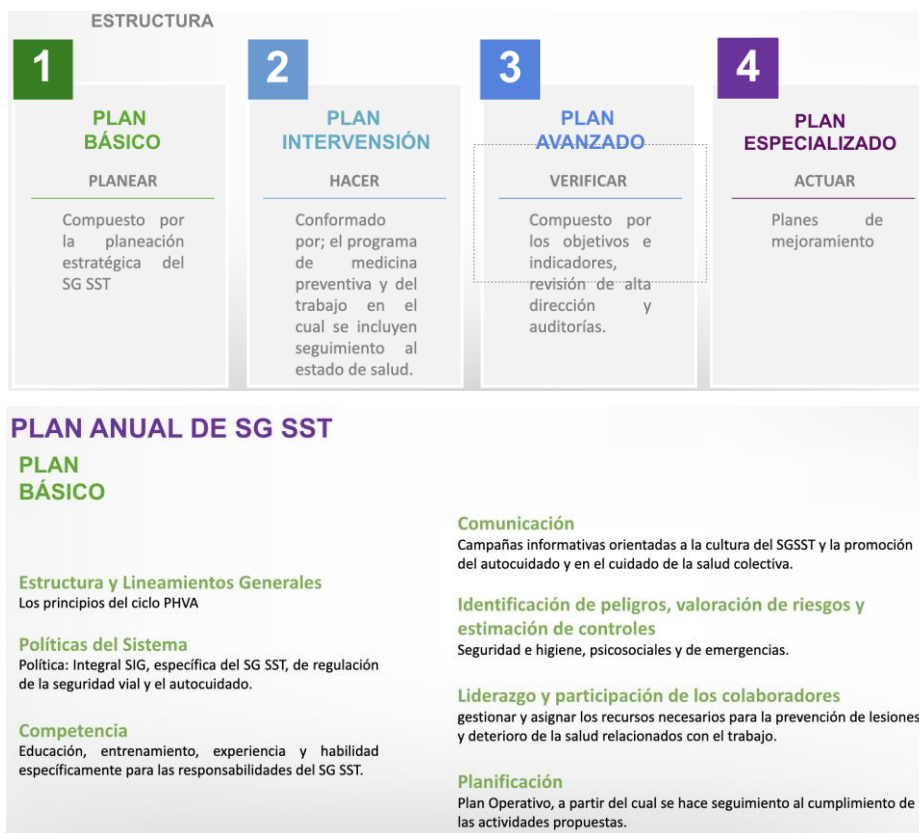 ESTRUCTURA
1
PLAN
BÁSICO
PLANEAR
Compuesto por
la planeación
estratégica del
SG SST
2
PLAN
INTERVENSIÓN
HACER
Conformado
por; el programa
de medicina
preventiva y del
trabajo en el
cual se incluyen
seguimiento al
estado de salud.
3
PLAN
AVANZADO
VERIFICAR
Compuesto por
los objetivos e
indicadores,
revisión de alta
dirección y
auditorías.
4
PLAN
ESPECIALIZADO
ACTUAR
Planes de
mejoramiento
PLAN ANUAL DE SG SST
PLAN
BÁSICO
Estructura y Lineamientos Generales
Los principios del ciclo PHVA
Políticas del Sistema
Política: Integral SIG, específica del SG SST, de regulación
de la seguridad vial y el autocuidado.
Competencia
Educación, entrenamiento, experiencia y habilidad
específicamente para las responsabilidades del SG SST.
Comunicación
Campañas informativas orientadas a la cultura del SGSST y la promoción
del autocuidado y en el cuidado de la salud colectiva.
Identificación de peligros, valoración de riesgos y
estimación de controles
Seguridad e higiene, psicosociales y de emergencias.
Liderazgo y participación de los colaboradores
gestionar y asignar los recursos necesarios para la prevención de lesiones
y deterioro de la salud relacionados con el trabajo.
Planificación
Plan Operativo, a partir del cual se hace seguimiento al cumplimiento de
las actividades propuestas.